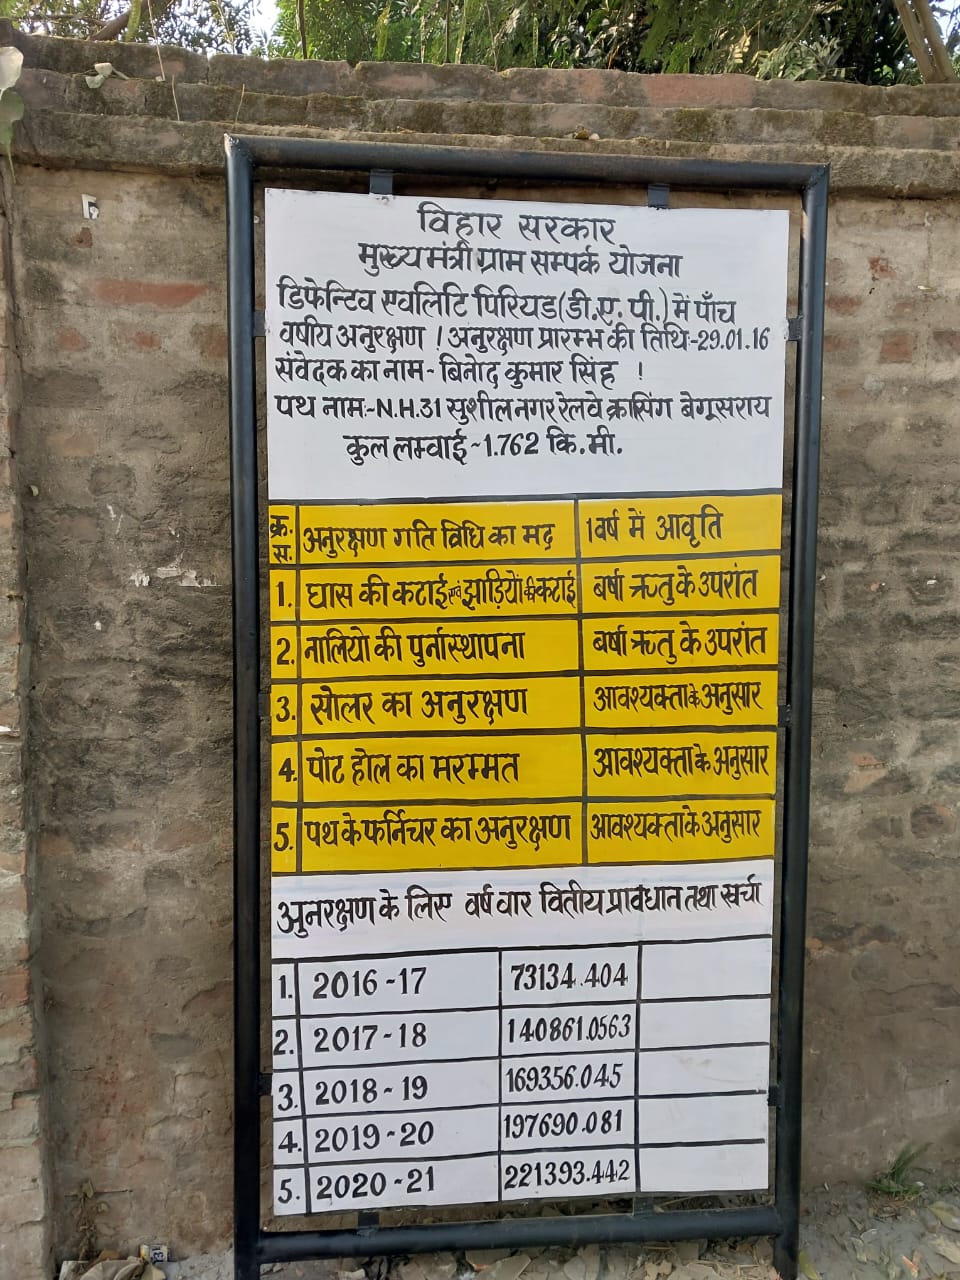 विहार सरकार
मुख्यमंत्री ग्राम सम्पर्क योजना
डिफेन्टिव एवलिटि पिरियड(डी.ए.पी.) में पाँच
वर्षीय अनुरक्षण ! अनुरक्षण प्रारम्भ की तिथि-29.01.16
संवेदक का नाम- बिनोद कुमार सिंह !
पथ नामः-N.H.31 सुशील नगर रेलवे क्रासिंग बेगूसराय
कुल लम्वाई-1.762 कि.मी.
क्र. स. अनुरक्षण गति विधि का मद 1 वर्ष में आवृति
1. घास की कटाई एवं झाड़ियो की कटाई बर्षा ऋतु के उपरांत
2. नालियो की पुर्नास्थापना बर्षा ऋतु के उपरांत
3. सोलर का अनुरक्षण आवश्यक्ता के अनुसार
4. पोट होल का मरम्मत आवश्यक्ता के अनुसार
5. पथ के फर्निचर का अनुरक्षण आवश्यक्ता के अनुसार
अुनरक्षण के लिए वर्ष वार वितीय प्रावधान तथा खर्चा
1. 2016-17 73134.404
2. 2017-18 140861.0563
3. 2018-19 169356.045
4. 2019-20 197690.081
5. 2020-21 221393.442